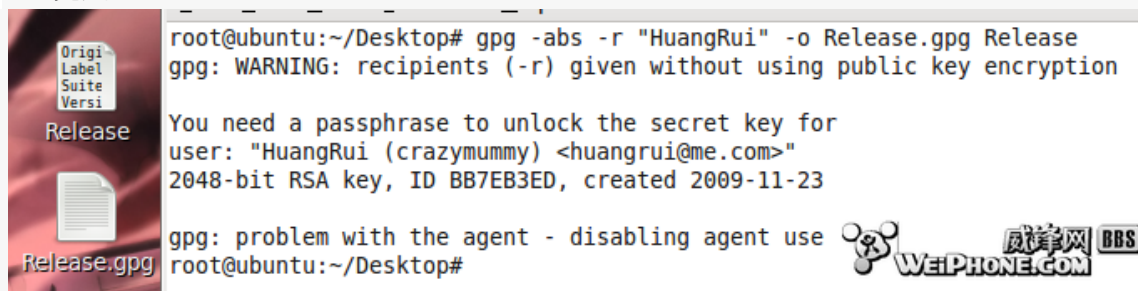 Origi
Label
Suite
Versi
Release
Release.gpg
root@ubuntu:~/Desktop# gpg -abs -r "HuangRui" -o Release.gpg Release
gpg: WARNING: recipients (-r) given without using public key encryption
You need a passphrase to unlock the secret key for
user: "HuangRui (crazymummy) <huangrui@me.com>"
2048-bit RSA key, ID BB7EB3ED, created 2009-11-23
gpg: problem with the agent - disabling agent use
root@ubuntu:~/Desktop#
威锋网 BBS
WEIPHONE.COM